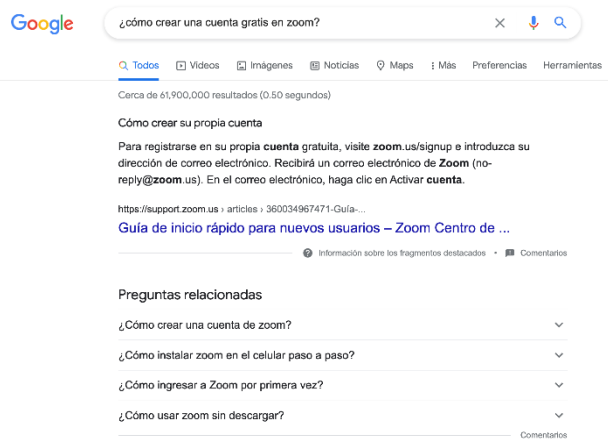 Google
¿cómo crear una cuenta gratis en zoom?
Todos Videos Imágenes Noticias Maps Más Preferencias Herramientas
Cerca de 61,900,000 resultados (0.50 segundos)
Cómo crear su propia cuenta
Para registrarse en su propia cuenta gratuita, visite zoom.us/signup e introduzca su
dirección de correo electrónico. Recibirá un correo electrónico de Zoom (no-
reply@zoom.us). En el correo electrónico, haga clic en Activar cuenta.
https://support.zoom.us › articles › 360034967471-Guía-...
Guía de inicio rápido para nuevos usuarios – Zoom Centro de ...
Información sobre los fragmentos destacados • Comentarios
Preguntas relacionadas
¿Cómo crear una cuenta de zoom?
¿Cómo instalar zoom en el celular paso a paso?
¿Cómo ingresar a Zoom por primera vez?
¿Cómo usar zoom sin descargar?
Comentarios